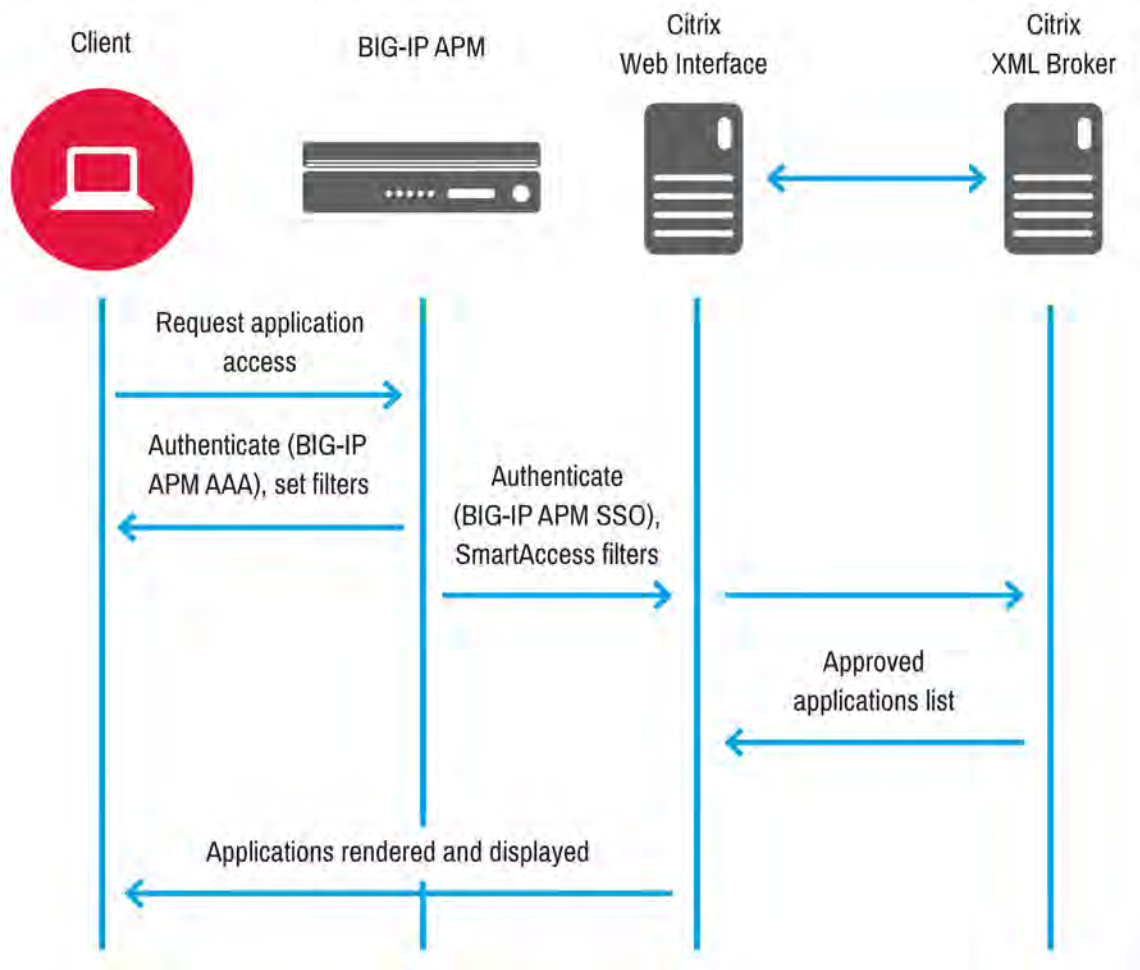 Client
BIG-IP APM
Citrix
Web Interface
Citrix
XML Broker
Request application
access
Authenticate (BIG-IP
APM AAA), set filters
Authenticate
(BIG-IP APM SSO),
SmartAccess filters
Approved
applications list
Applications rendered and displayed